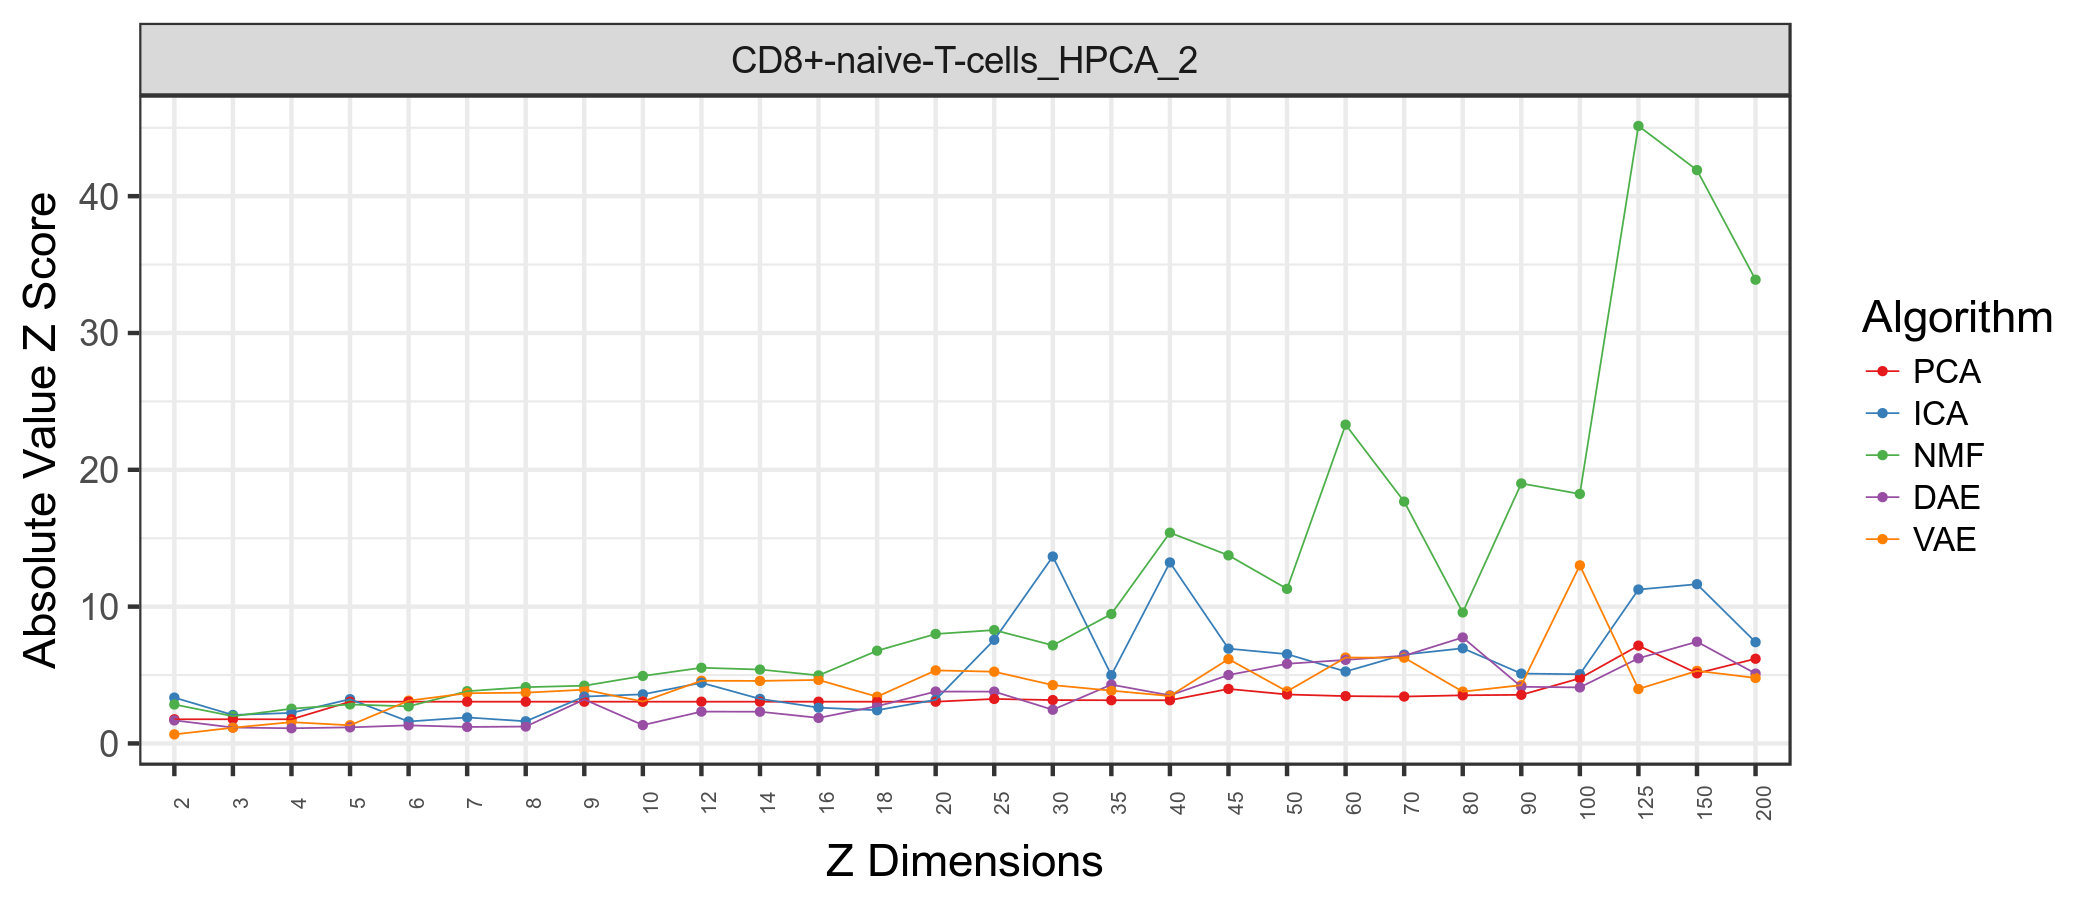 CD8+-naive-T-cells_HPCA_2
Absolute Value Z Score
40
30
20
10
0
2 3 4 5 6 7 8 9 10 12 14 16 18 20 25 30 35 40 45 50 60 70 80 90 100 125 150 200
Z Dimensions
Algorithm
PCA
ICA
NMF
DAE
VAE